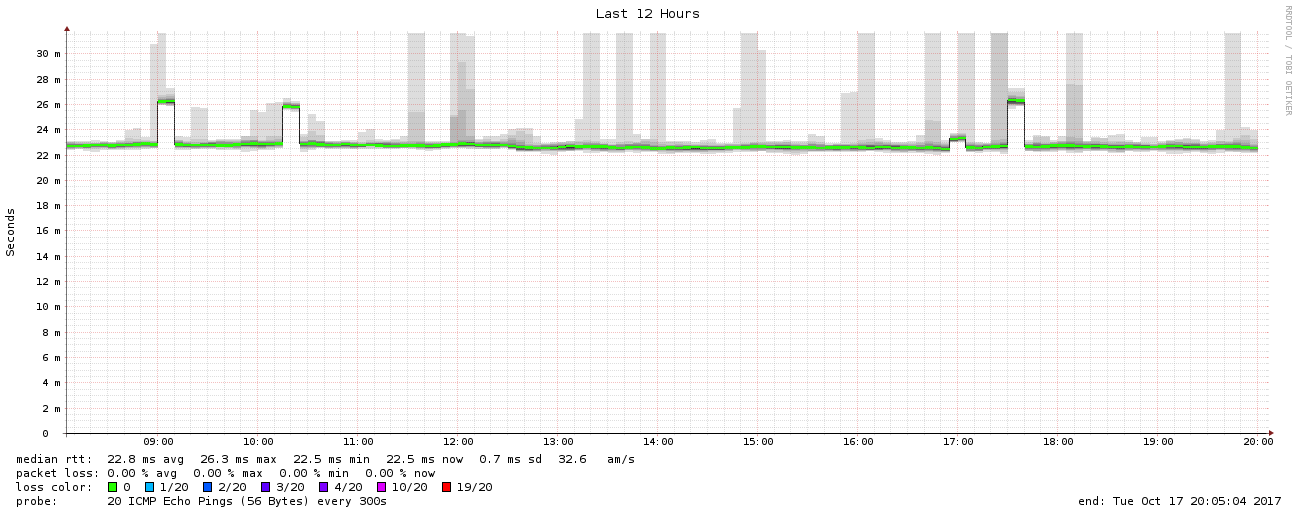 Last 12 Hours
RRDTOOL / TOBI OETIKER
Seconds
30 m
28 m
26 m
24 m
22 m
20 m
18 m
16 m
14 m
12 m
10 m
8 m
6 m
4 m
2 m
0
09:00 10:00 11:00 12:00 13:00 14:00 15:00 16:00 17:00 18:00 19:00 20:00
median rtt: 22.8 ms avg 26.3 ms max 22.5 ms min 22.5 ms now 0.7 ms sd 32.6 am/s
packet loss: 0.00 % avg 0.00 % max 0.00 % min 0.00 % now
loss color: 0 1/20 2/20 3/20 4/20 10/20 19/20
probe: 20 ICMP Echo Pings (56 Bytes) every 300s end: Tue Oct 17 20:05:04 2017